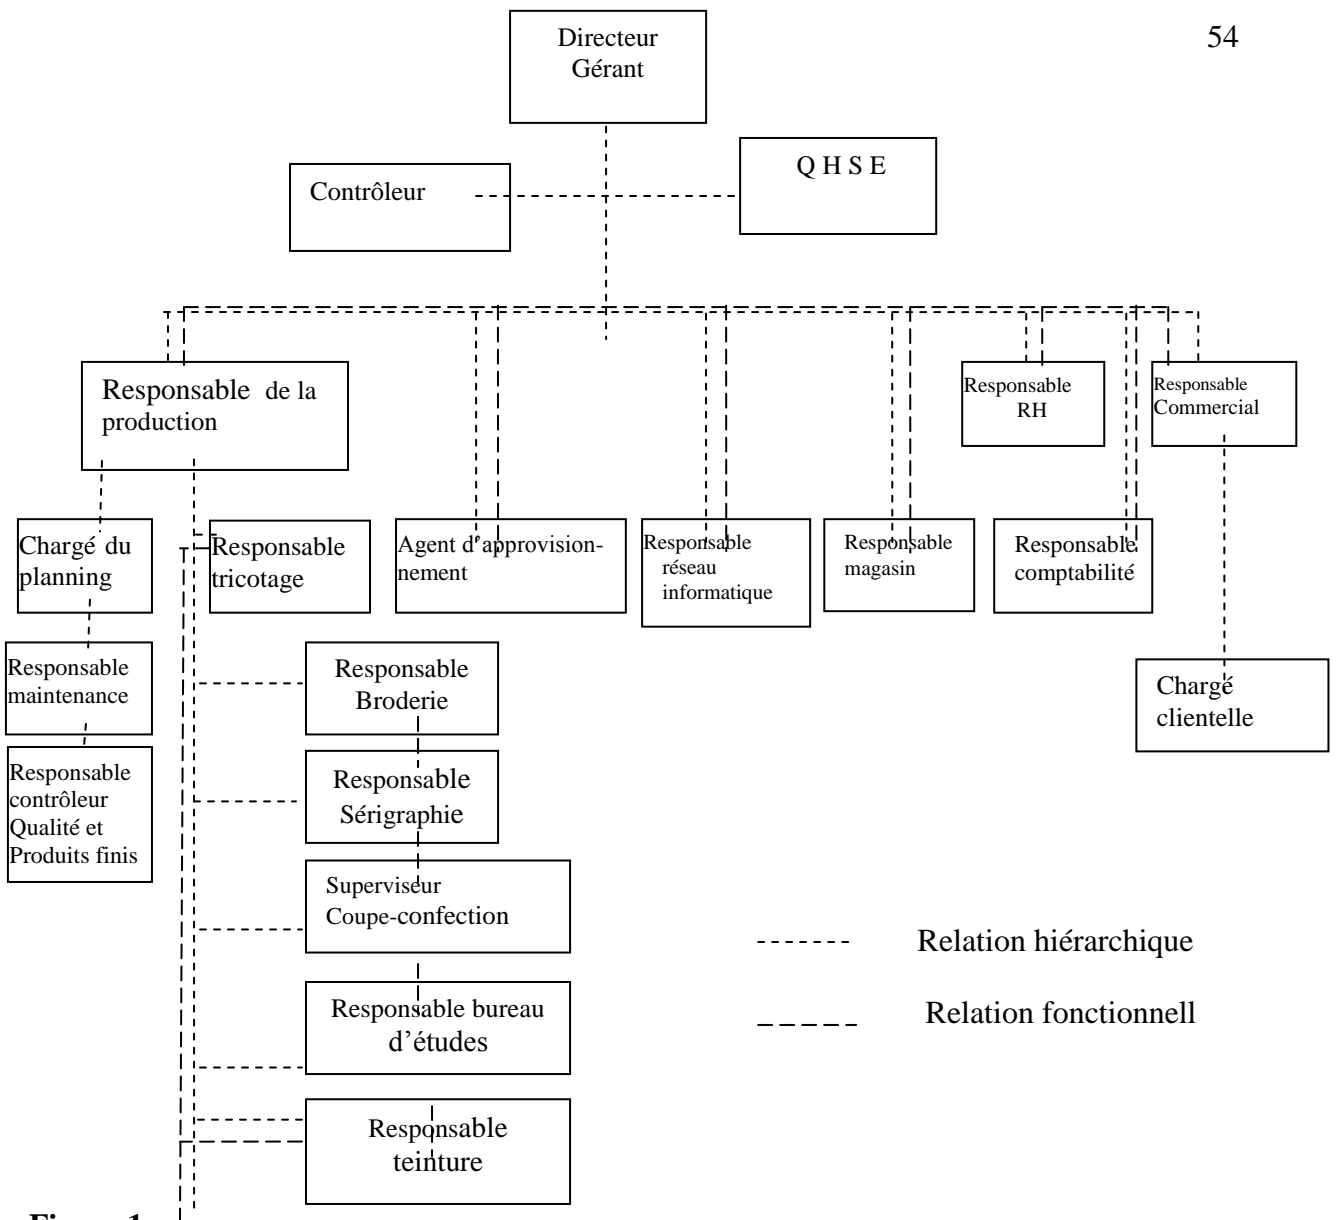 54
Directeur
Gérant
Q H S E
Contrôleur
Responsable de la
production
Responsable
RH
Responsable
Commercial
Chargé du
planning
Responsable
tricotage
Agent d’approvision-
nement
Responsable
réseau
informatique
Responsable
magasin
Responsable
comptabilité
Responsable
maintenance
Responsable
Broderie
Chargé
clientelle
Responsable
contrôleur
Qualité et
Produits finis
Responsable
Sérigraphie
Superviseur
Coupe-confection
Relation hiérarchique
Responsable bureau
d’études
Relation fonctionnell
Responsable
teinture